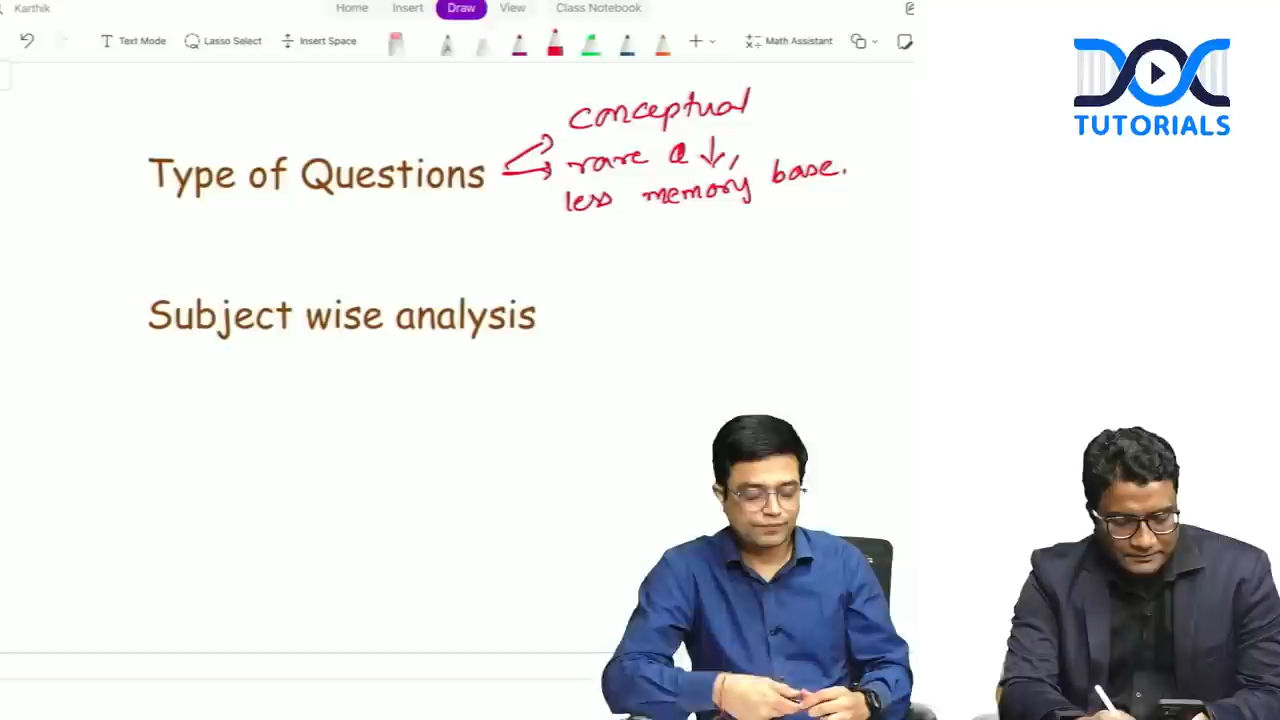 Karthik
Home Insert Draw View Class Notebook
Text Mode Lasso Select Insert Space Math Assistant
DOC
TUTORIALS
conceptual
Type of Questions
rare Q ↓,
less memory base.
Subject wise analysis